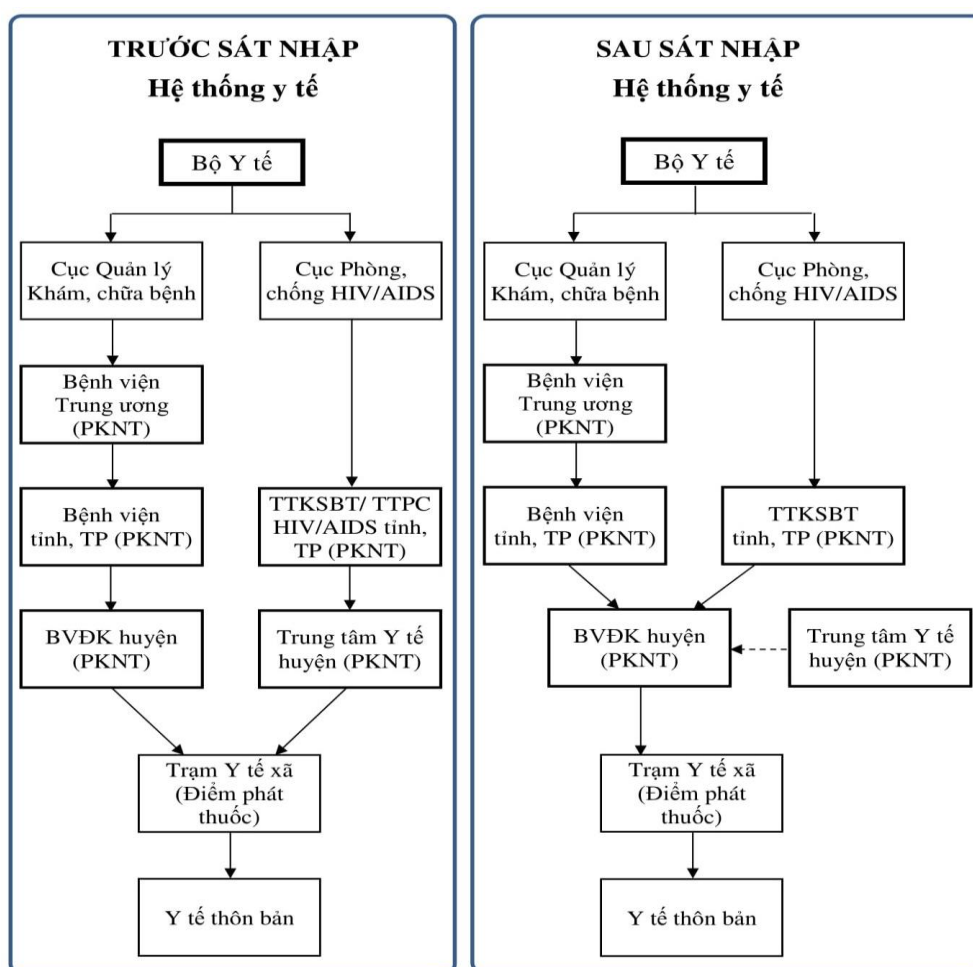 TRƯỚC SÁT NHẬP
Hệ thống y tế
Bộ Y tế
Cục Quản lý
Khám, chữa bệnh
Cục Phòng,
chống HIV/AIDS
Bệnh viện
Trung ương
(PKNT)
Bệnh viện
tỉnh, TP (PKNT)
TTKSBT/ TTPC
HIV/AIDS tỉnh,
TP (PKNT)
BVĐK huyện
(PKNT)
Trung tâm Y tế
huyện (PKNT)
Trạm Y tế xã
(Điểm phát
thuốc)
Y tế thôn bản
SAU SÁT NHẬP
Hệ thống y tế
Bộ Y tế
Cục Quản lý
Khám, chữa bệnh
Cục Phòng,
chống HIV/AIDS
Bệnh viện
Trung ương
(PKNT)
Bệnh viện
tỉnh, TP (PKNT)
TTKSBT
tỉnh, TP (PKNT)
BVĐK huyện
(PKNT)
Trung tâm Y tế
huyện (PKNT)
Trạm Y tế xã
(Điểm phát
thuốc)
Y tế thôn bản